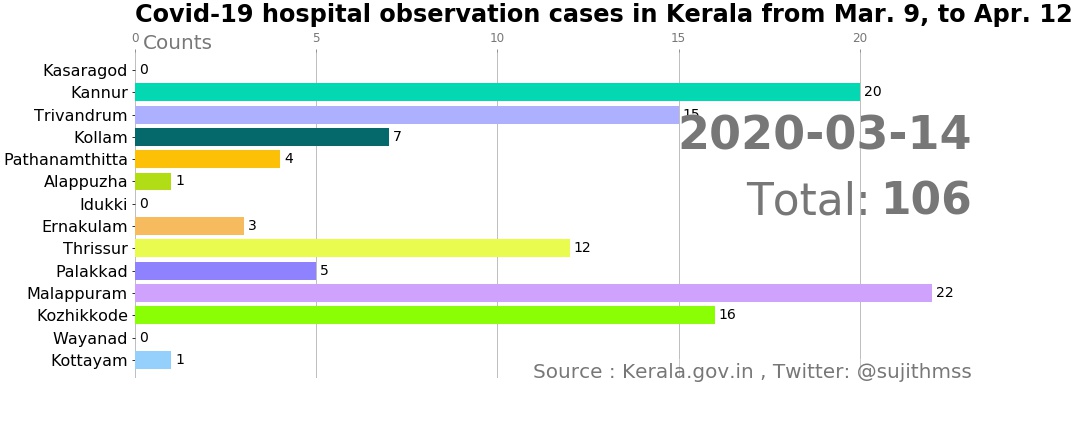 Covid-19 hospital observation cases in Kerala from Mar. 9, to Apr. 12
0 5 10 15 20
Counts
Kasaragod 0
Kannur 20
Trivandrum 15
2020-03-14
Kollam 7
Pathanamthitta 4
Alappuzha 1
Total: 106
Idukki 0
Ernakulam 3
Thrissur 12
Palakkad 5
Malappuram 22
Kozhikkode 16
Wayanad 0
Kottayam 1
Source : Kerala.gov.in , Twitter: @sujithmss